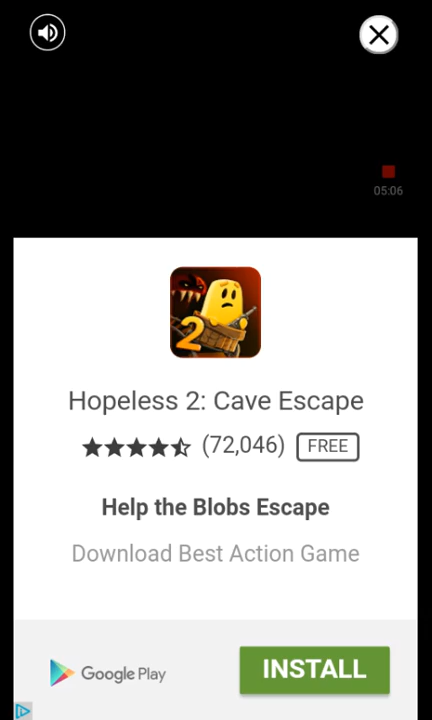 05:06
2
Hopeless 2: Cave Escape
(72,046) FREE
Help the Blobs Escape
Download Best Action Game
Google Play
INSTALL